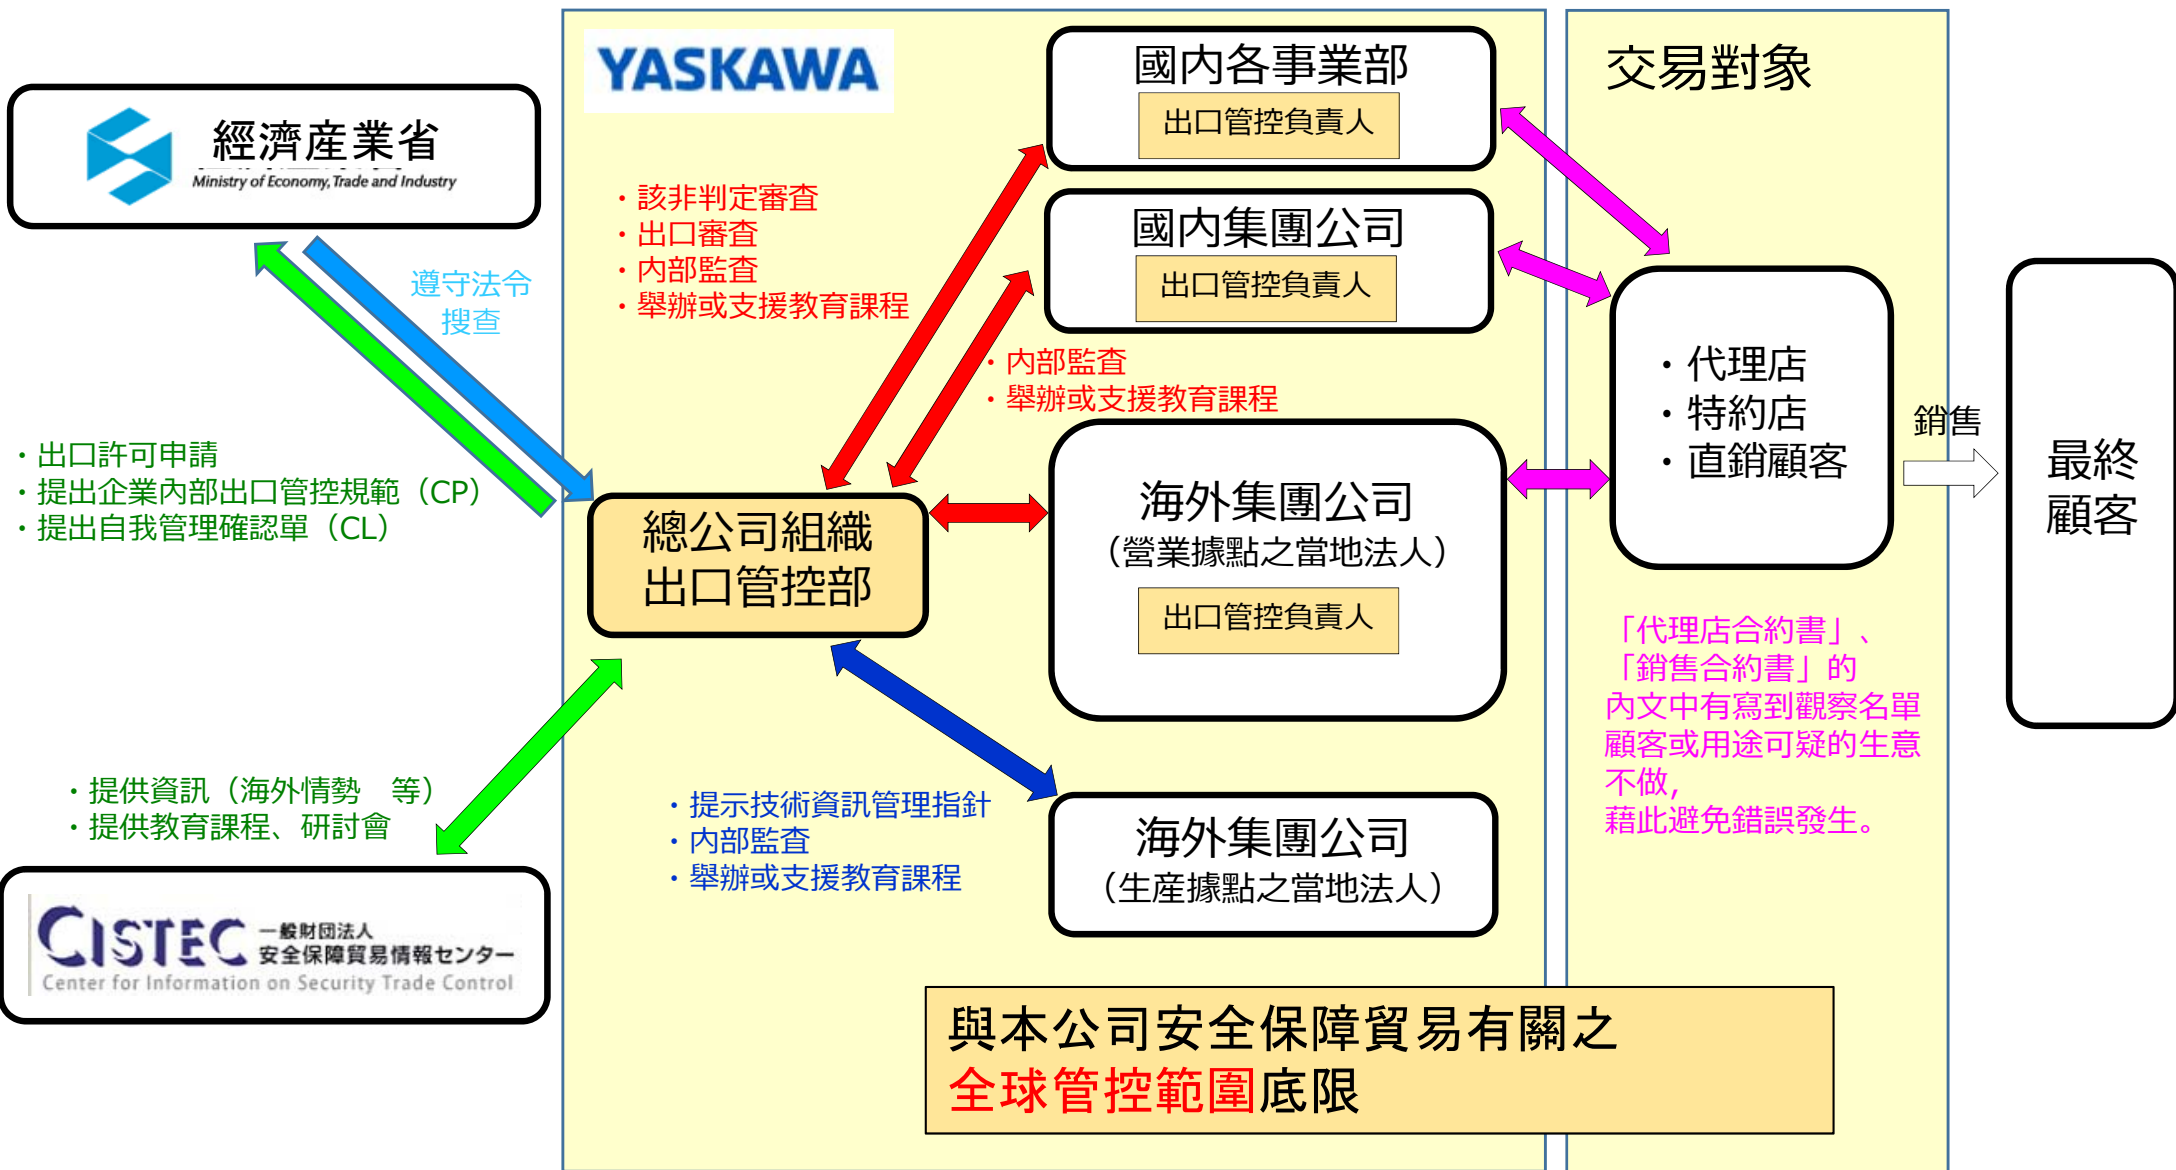 YASKAWA
經濟産業省
Ministry of Economy, Trade and Industry
遵守法令
搜查
・出口許可申請
・提出企業內部出口管控規範（CP）
・提出自我管理確認單（CL）
・提供資訊（海外情勢　等）
・提供教育課程、研討會
CISTEC
一般財団法人
安全保障貿易情報センター
Center for Information on Security Trade Control
・該非判定審查
・出口審查
・內部監查
・舉辦或支援教育課程
總公司組織
出口管控部
・提示技術資訊管理指針
・內部監查
・舉辦或支援教育課程
國內各事業部
出口管控負責人
國內集團公司
出口管控負責人
・內部監查
・舉辦或支援教育課程
海外集團公司
（營業據點之當地法人）
出口管控負責人
海外集團公司
（生産據點之當地法人）
交易對象
・代理店
・特約店
・直銷顧客
「代理店合約書」、
「銷售合約書」的
內文中有寫到觀察名單
顧客或用途可疑的生意
不做，
藉此避免錯誤發生。
銷售
最終
顧客
與本公司安全保障貿易有關之
全球管控範圍底限